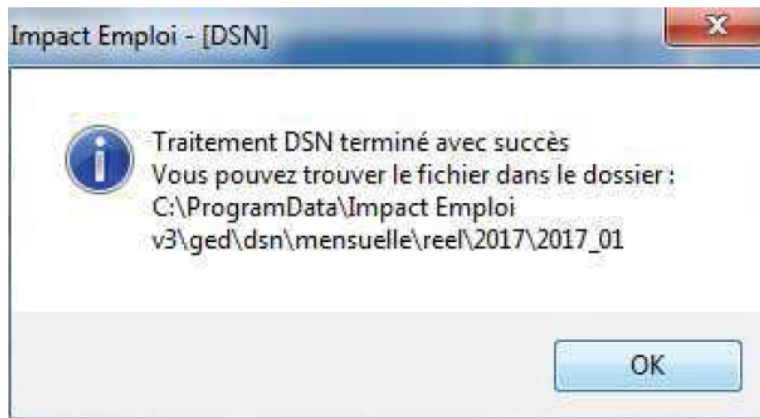 Impact Emploi - [DSN]
Traitement DSN terminé avec succès
Vous pouvez trouver le fichier dans le dossier :
C:\ProgramData\Impact Emploi
v3\ged\dsn\mensuelle\reel\2017\2017_01
OK